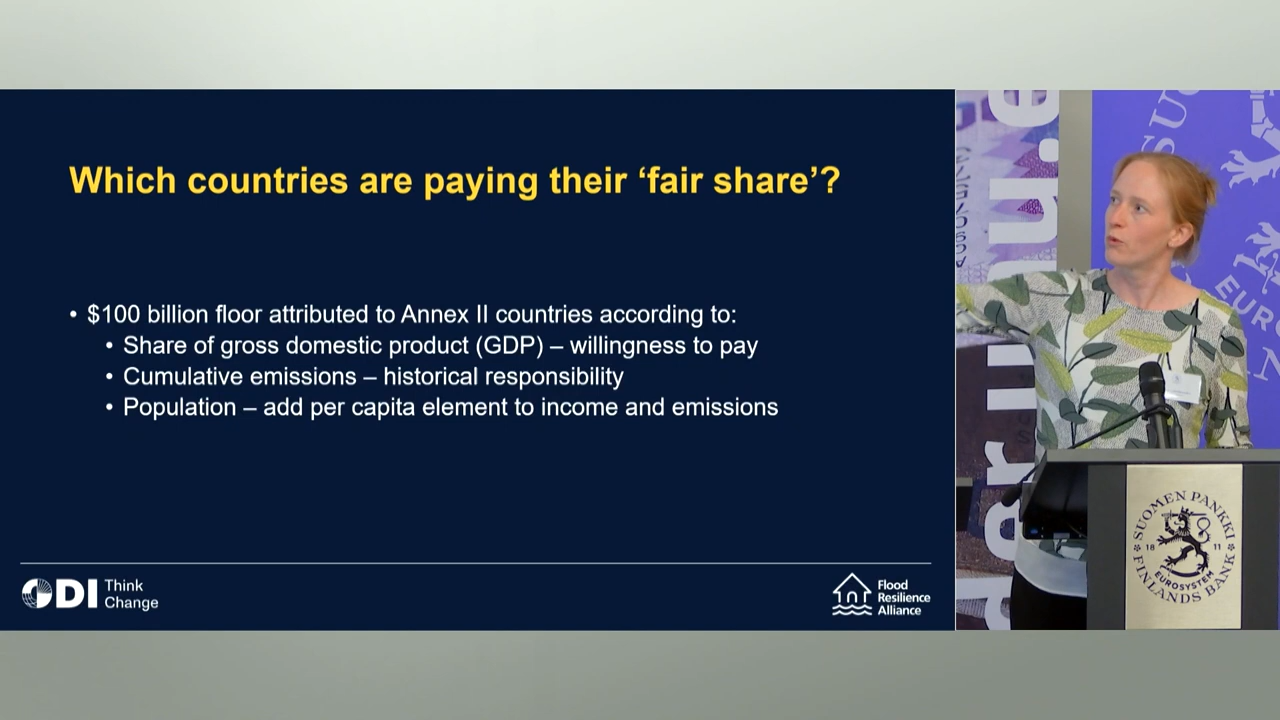 Which countries are paying their ‘fair share’?
• $100 billion floor attributed to Annex II countries according to:
• Share of gross domestic product (GDP) – willingness to pay
• Cumulative emissions – historical responsibility
• Population – add per capita element to income and emissions
ODI Think
Change
Flood
Resilience
Alliance
SUOMEN PANKKI
18 11
EUROSYSTEM
FINLANDS BANK